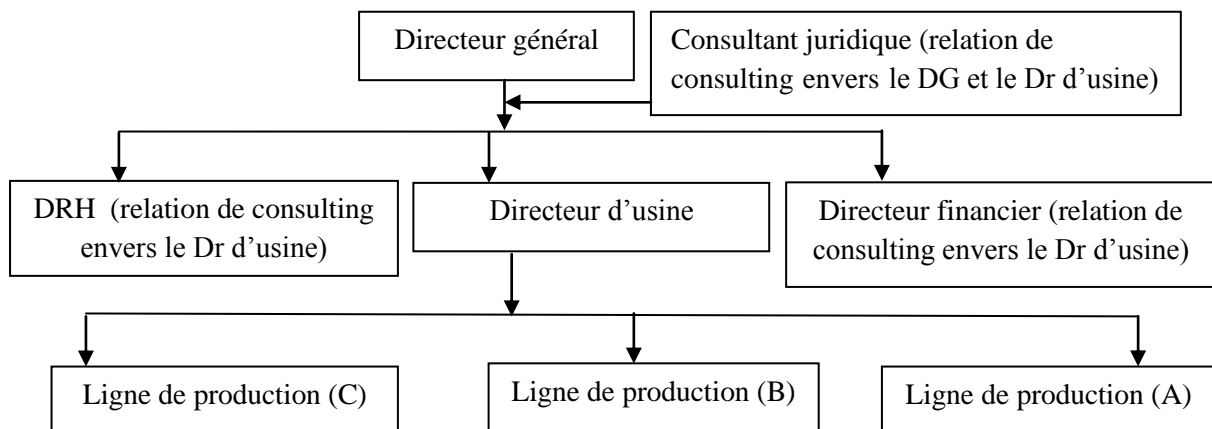 Directeur général
Consultant juridique (relation de
consulting envers le DG et le Dr d’usine)
DRH (relation de consulting
envers le Dr d’usine)
Directeur d’usine
Directeur financier (relation de
consulting envers le Dr d’usine)
Ligne de production (C)
Ligne de production (B)
Ligne de production (A)